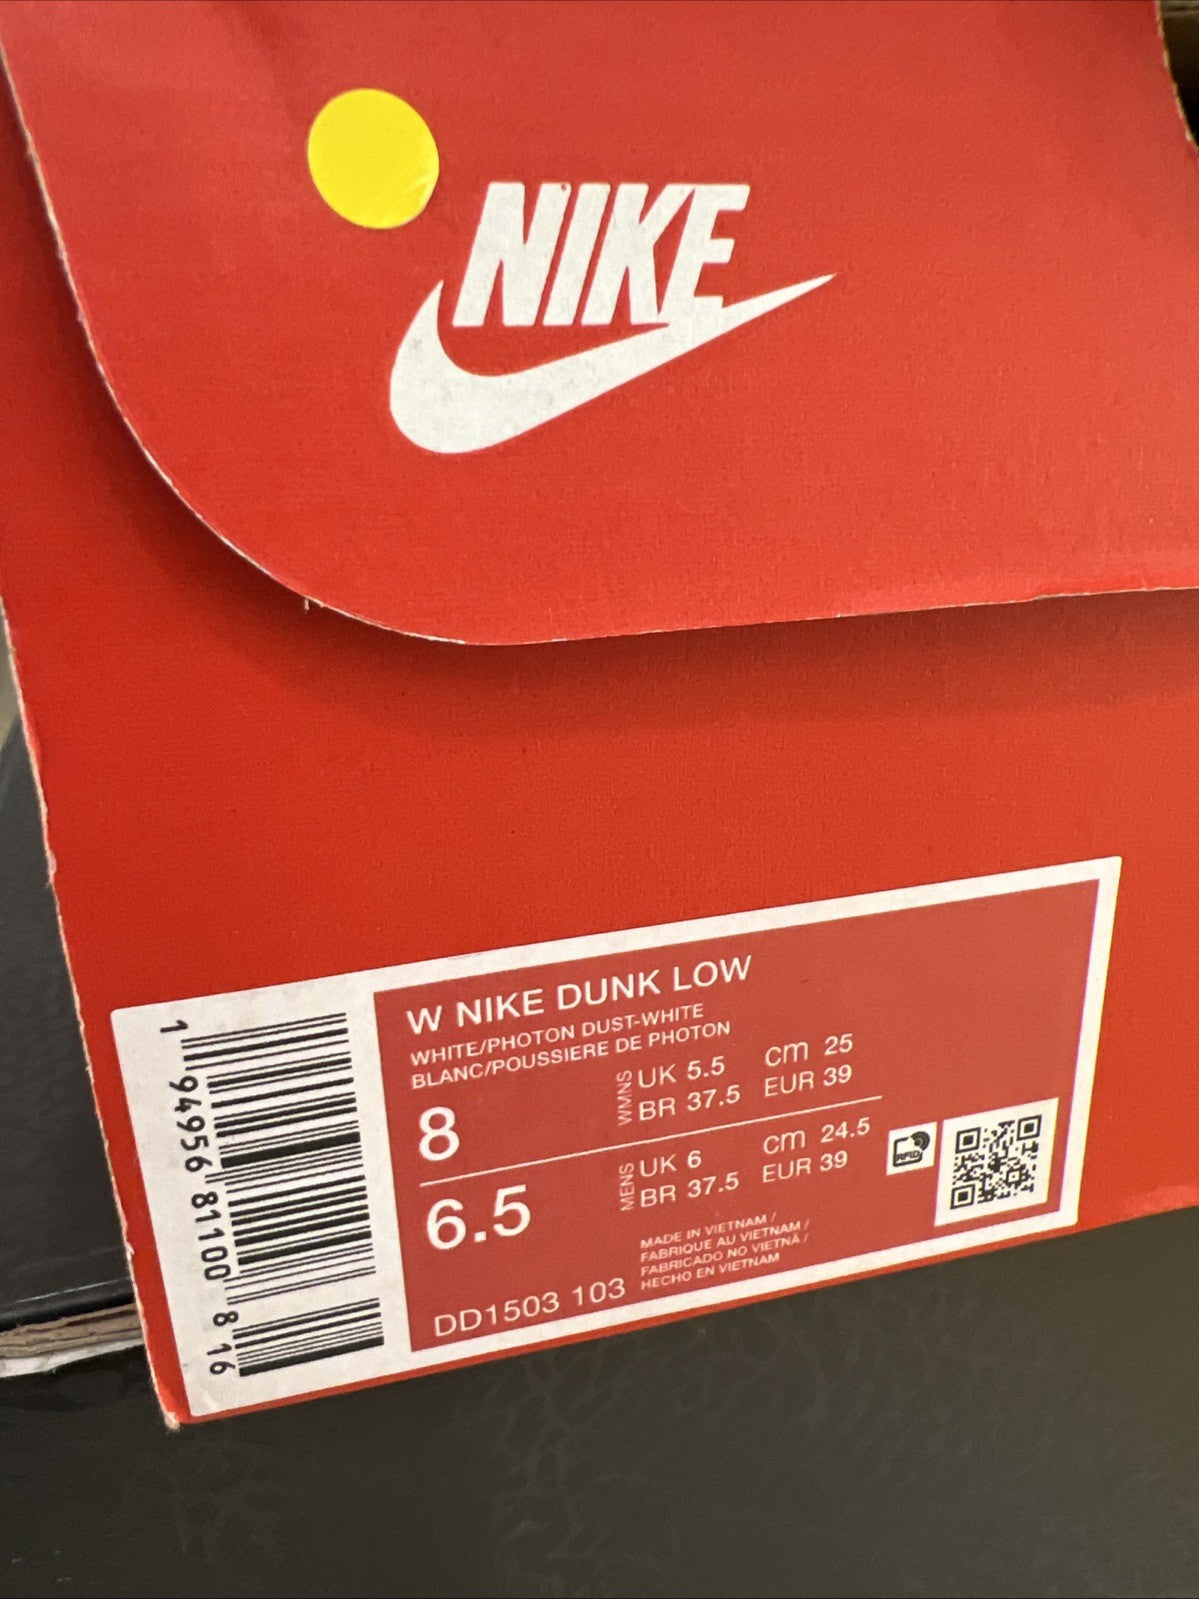 NIKE
W NIKE DUNK LOW
WHITE/PHOTON DUST-WHITE
BLANC/POUSSIERE DE PHOTON
8
WMNS
UK 5.5 cm 25
BR 37.5 EUR 39
6.5
MENS
UK 6 cm 24.5
BR 37.5 EUR 39
RFID
MADE IN VIETNAM /
FABRIQUE AU VIETNAM /
FABRICADO NO VIETNÃ /
HECHO EN VIETNAM
DD1503 103
1 94956 81100 8 16